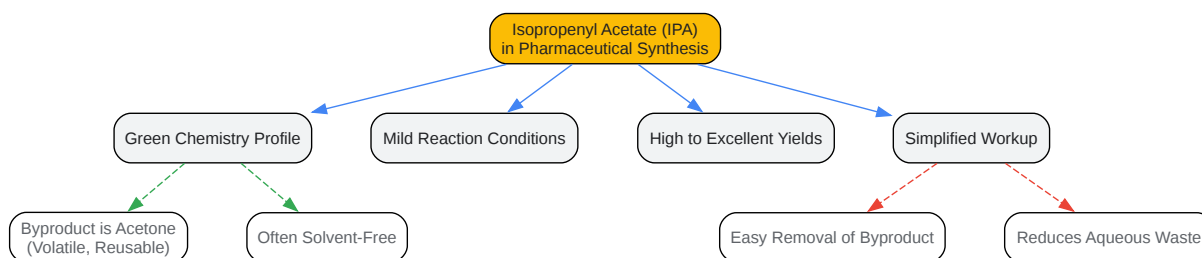 Isopropenyl Acetate (IPA)
in Pharmaceutical Synthesis
Green Chemistry Profile
Mild Reaction Conditions
High to Excellent Yields
Simplified Workup
Byproduct is Acetone
(Volatile, Reusable)
Often Solvent-Free
Easy Removal of Byproduct
Reduces Aqueous Waste